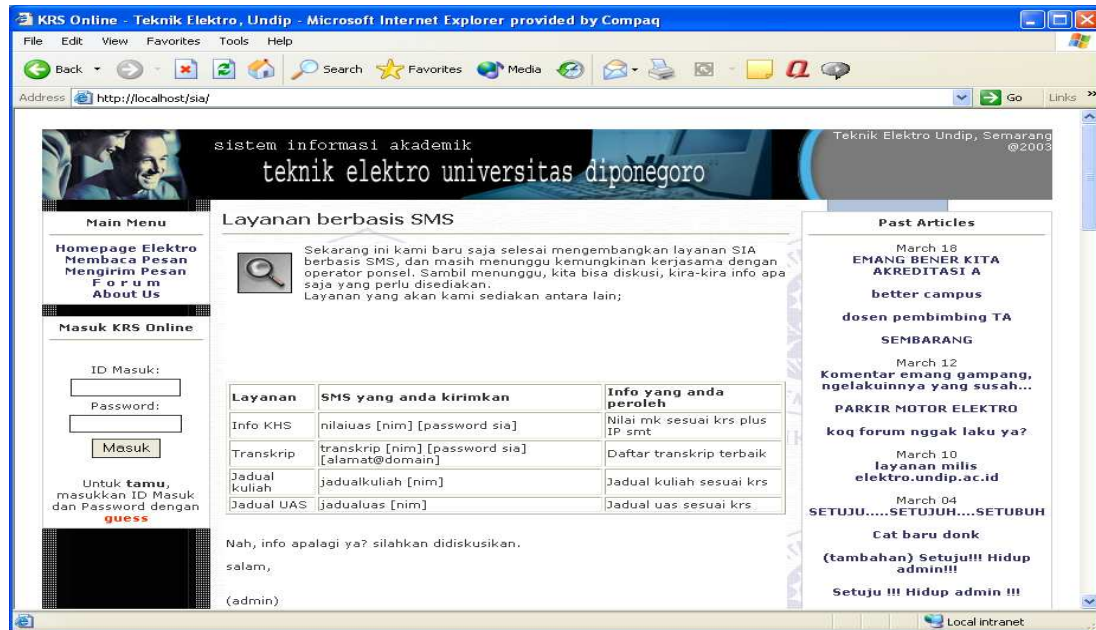 KRS Online - Teknik Elektro, Undip - Microsoft Internet Explorer provided by Compaq
File Edit View Favorites Tools Help
Back Search Favorites Media
Address http://localhost/sia/ Go Links »
sistem informasi akademik
teknik elektro universitas diponegoro
Teknik Elektro Undip, Semarang
@2003
Main Menu
Homepage Elektro
Membaca Pesan
Mengirim Pesan
F o r u m
About Us
Masuk KRS Online
ID Masuk:
Password:
Masuk
Untuk tamu,
masukkan ID Masuk
dan Password dengan
guess
Layanan berbasis SMS
Sekarang ini kami baru saja selesai mengembangkan layanan SIA
berbasis SMS, dan masih menunggu kemungkinan kerjasama dengan
operator ponsel. Sambil menunggu, kita bisa diskusi, kira-kira info apa
saja yang perlu disediakan.
Layanan yang akan kami sediakan antara lain;
Layanan SMS yang anda kirimkan Info yang anda
peroleh
Info KHS nilaiuas [nim] [password sia] Nilai mk sesuai krs plus
IP smt
Transkrip transkrip [nim] [password sia]
[alamat@domain] Daftar transkrip terbaik
Jadual
kuliah jadualkuliah [nim] Jadual kuliah sesuai krs
Jadual UAS jadualuas [nim] Jadual uas sesuai krs
Nah, info apalagi ya? silahkan didiskusikan.
salam,
(admin)
Past Articles
March 18
EMANG BENER KITA
AKREDITASI A
better campus
dosen pembimbing TA
SEMBARANG
March 12
Komentar emang gampang,
ngelakuinnya yang susah...
PARKIR MOTOR ELEKTRO
koq forum nggak laku ya?
March 10
layanan milis
elektro.undip.ac.id
March 04
SETUJU.....SETUJUH....SETUBUH
Cat baru donk
(tambahan) Setuju!!! Hidup
admin!!!
Setuju !!! Hidup admin !!!
Local intranet